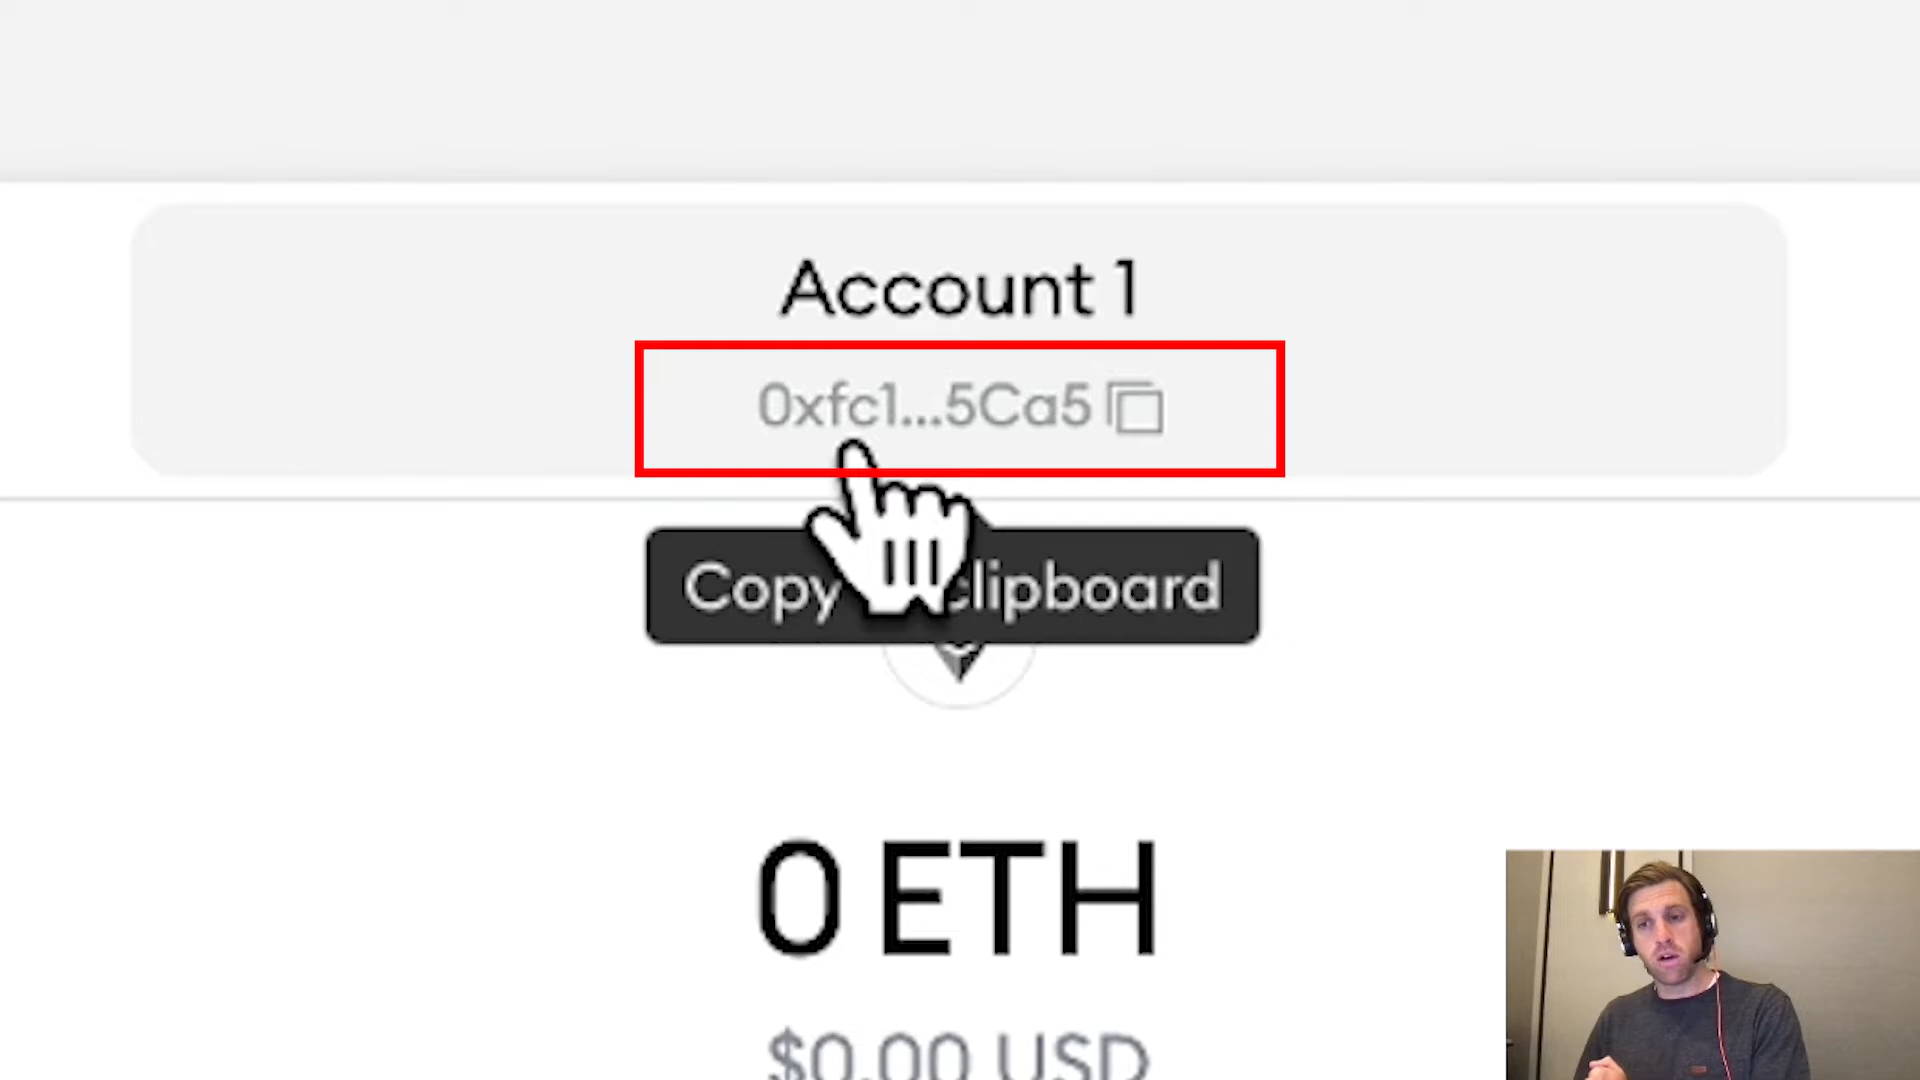 Account 1
0xfc1...5Ca5
Copy clipboard
0 ETH
$0.00 USD